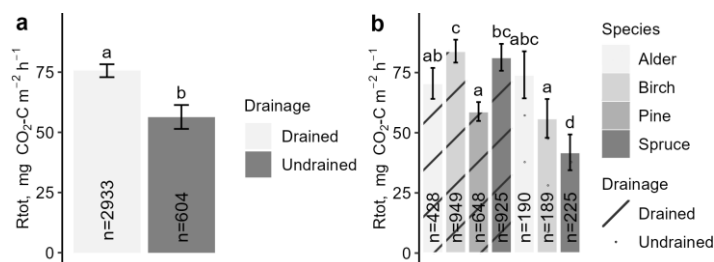 a
Rtot, mg CO₂-C m⁻² h⁻¹
75
50
25
0
a
b
n=2933
n=604
Drainage
Drained
Undrained
b
Rtot, mg CO₂-C m⁻² h⁻¹
75
50
25
0
ab
c
a
bc
abc
a
d
n=428
n=949
n=648
n=925
n=190
n=189
n=225
Species
Alder
Birch
Pine
Spruce
Drainage
Drained
Undrained